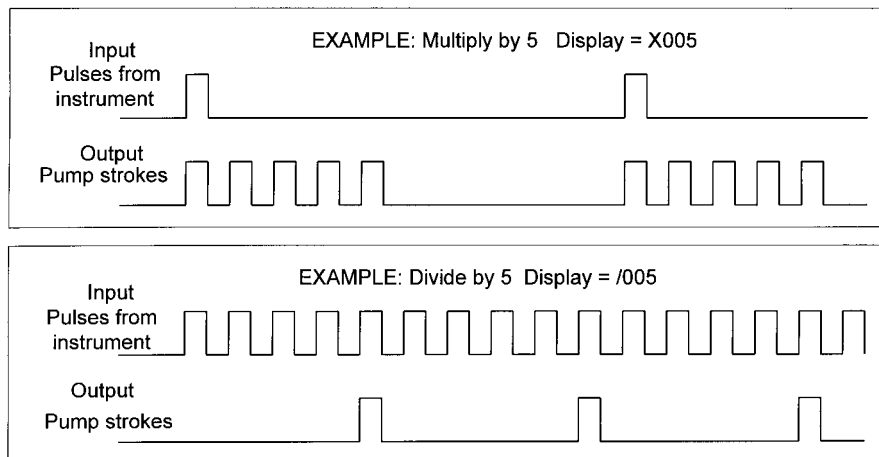 EXAMPLE: Multiply by 5 Display = X005
Input
Pulses from
instrument
Output
Pump strokes
EXAMPLE: Divide by 5 Display = /005
Input
Pulses from
instrument
Output
Pump strokes